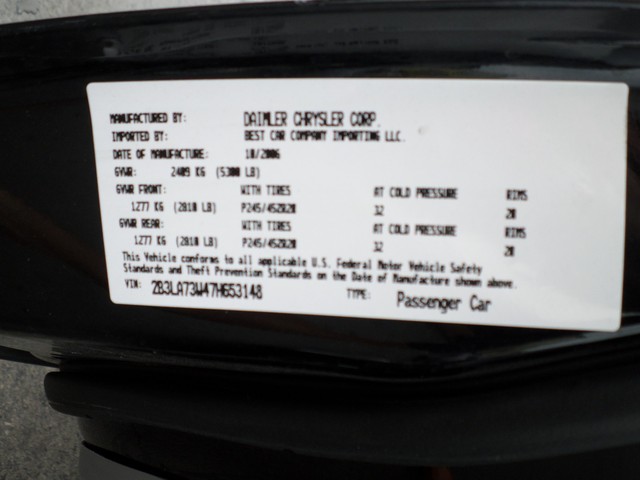 MANUFACTURED BY: DAIMLER CHRYSLER CORP.
IMPORTED BY: BEST CAR COMPANY IMPORTING LLC.
DATE OF MANUFACTURE: 10/2006
GVWR: 2409 KG (5300 LB)
GVWR FRONT: WITH TIRES AT COLD PRESSURE RIMS
1277 KG (2810 LB) P245/45ZR20 32 20
GVWR REAR: WITH TIRES AT COLD PRESSURE RIMS
1277 KG (2810 LB) P245/45ZR20 32 20
This Vehicle conforms to all applicable U.S. Federal Motor Vehicle Safety
Standards and Theft Prevention Standards on the Date of Manufacture shown above.
VIN: 2B3LA73W47H653148 TYPE: Passenger Car